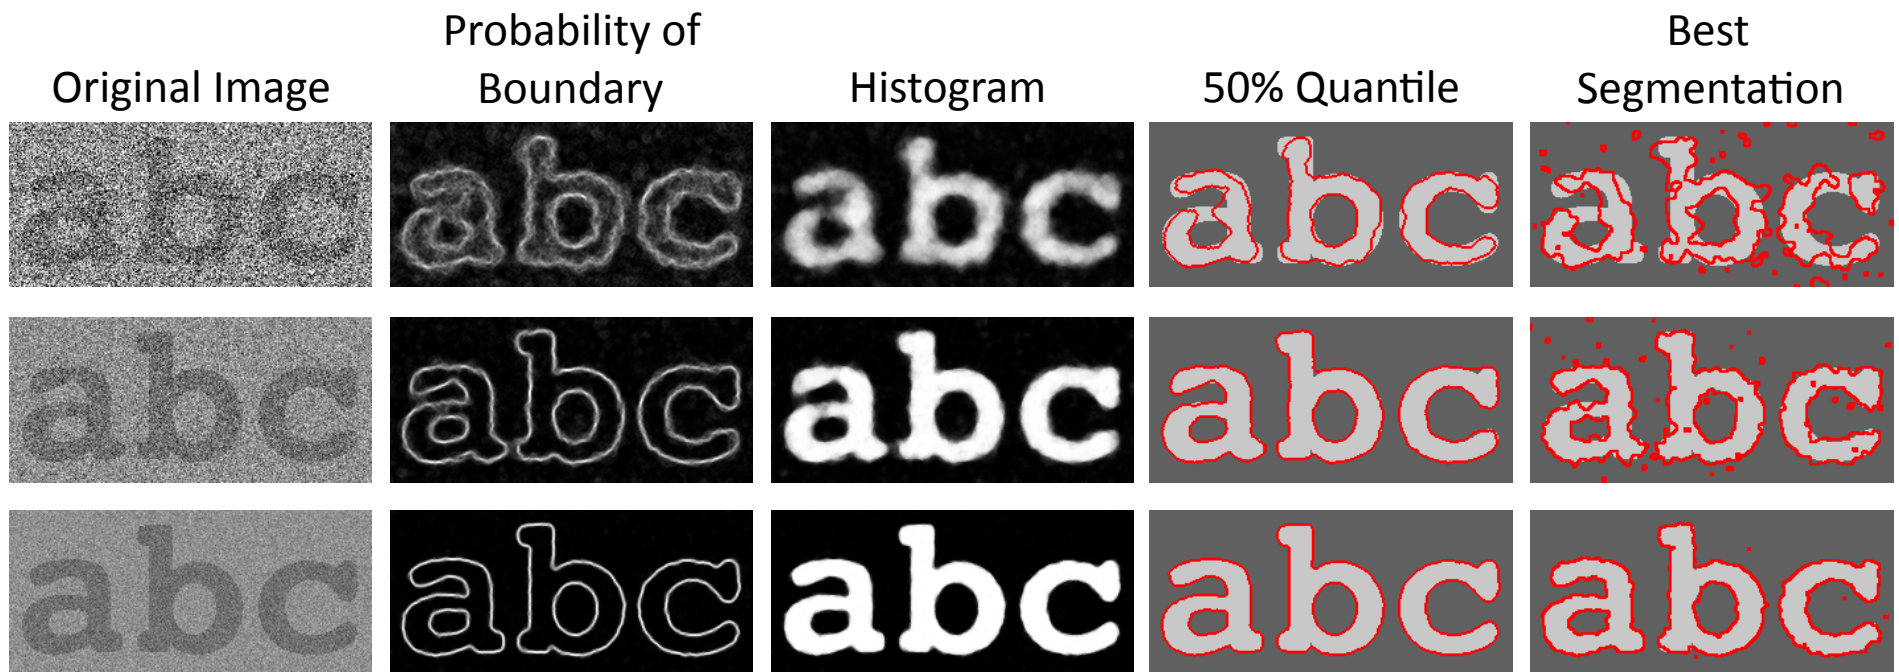 Original Image
Probability of
Boundary
Histogram
50% Quantile
Best
Segmentation
abc abc abc abc abc
abc abc abc abc abc
abc abc abc abc abc